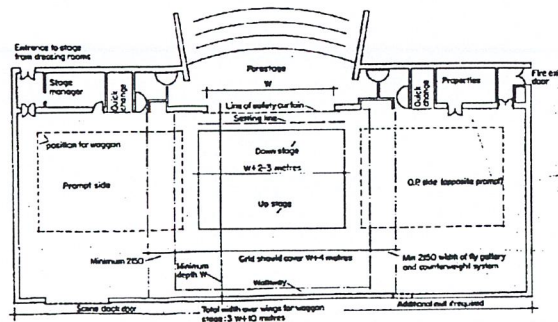 Entrance to stage
from dressing rooms
Stage
manager
Quick
change
Forestage
W
Quick
change
Properties
Fire exit
door
Line of safety curtain
Setting line
position for waggon
Prompt side
Down stage
W+2-3 metres
Up stage
O.P. side (opposite prompt)
Minimum 2150
Grid should cover W+4 metres
Min 2150 width of fly gallery
and counterweight system
Minimum
depth W
Walkway
Scene dock door
Total width over wings for waggon
stage: 3 W+10 metres
Additional
if required